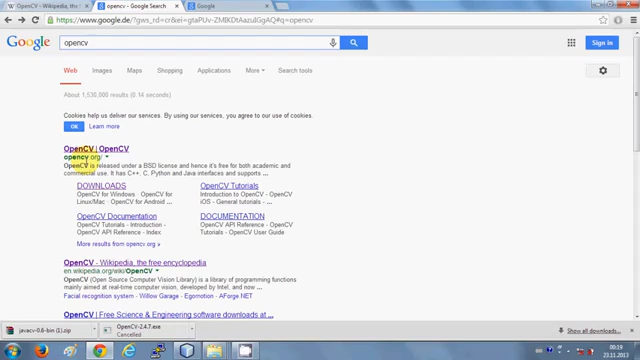 OpenCV - Wikipedia, the f
opencv - Google Search
Google
https://www.google.de/?gws_rd=cr&ei=gtaPUv-ZMIKDtAazuIGgAQ#q=opencv
Google
opencv
Sign in
Web Images Maps Shopping Applications More Search tools
About 1,530,000 results (0.14 seconds)
Cookies help us deliver our services. By using our services, you agree to our use of cookies.
OK Learn more
OpenCV | OpenCV
opencv.org/
OpenCV is released under a BSD license and hence it's free for both academic and
commercial use. It has C++, C, Python and Java interfaces and supports ...
DOWNLOADS
OpenCV for Windows - OpenCV for
Linux/Mac - OpenCV for Android ...
OpenCV Tutorials
Introduction to OpenCV - OpenCV
iOS - General tutorials - ...
OpenCV Documentation
OpenCV Tutorials - Introduction to
OpenCV - API Reference - Index
DOCUMENTATION
OpenCV Tutorials - OpenCV API
Reference - OpenCV User Guide
More results from opencv.org »
OpenCV - Wikipedia, the free encyclopedia
en.wikipedia.org/wiki/OpenCV
OpenCV (Open Source Computer Vision Library) is a library of programming functions
mainly aimed at real-time computer vision, developed by Intel, and now ...
Facial recognition system - Willow Garage - Egomotion - AForge.NET
OpenCV | Free Science & Engineering software downloads at ...
javacv-0.6-bin (1).zip
OpenCV-2.4.7.exe
Cancelled
Show all downloads...
00:19
23.11.2013